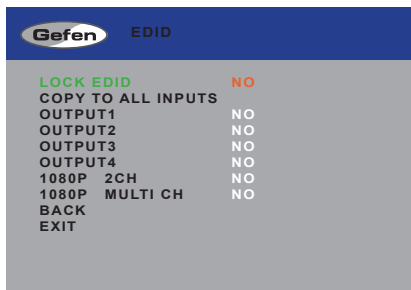 Gefen EDID
LOCK EDID NO
COPY TO ALL INPUTS
OUTPUT1 NO
OUTPUT2 NO
OUTPUT3 NO
OUTPUT4 NO
1080P 2CH NO
1080P MULTI CH NO
BACK
EXIT